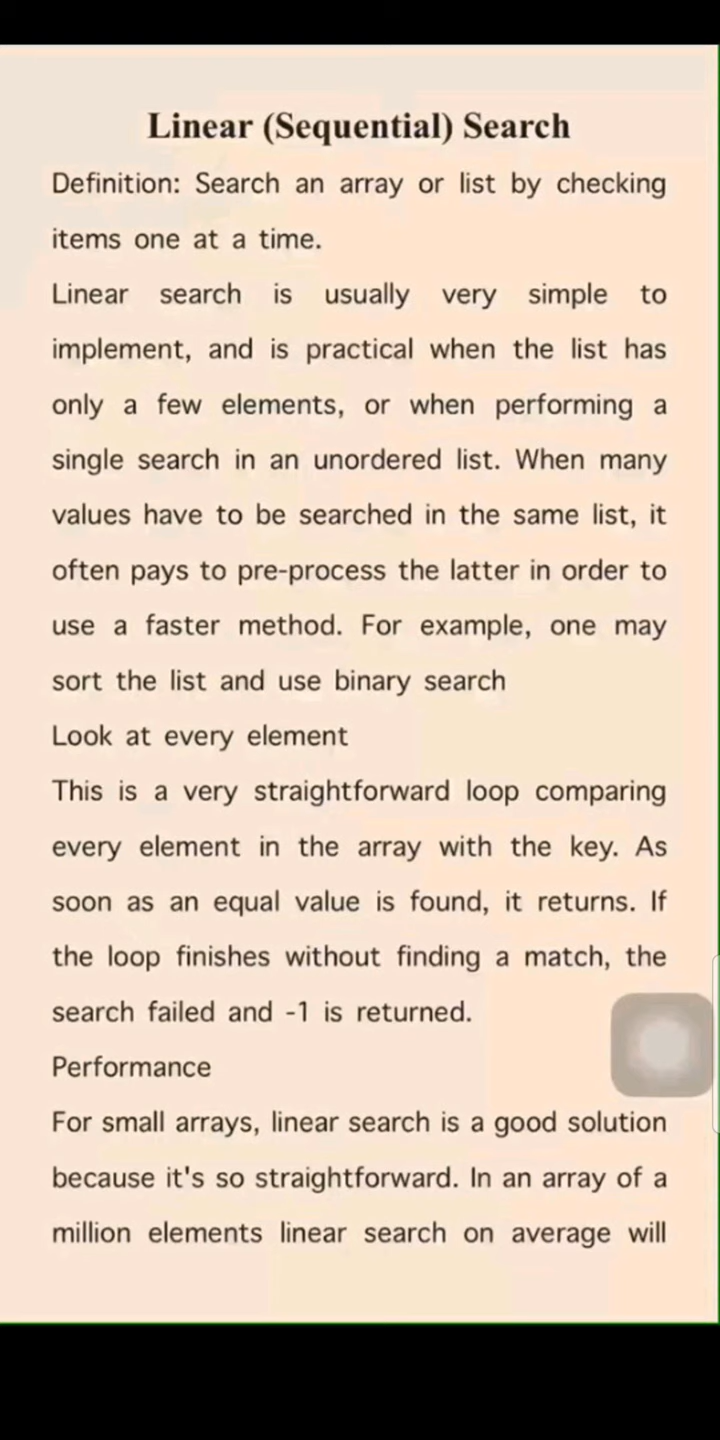 Linear (Sequential) Search
Definition: Search an array or list by checking
items one at a time.
Linear search is usually very simple to
implement, and is practical when the list has
only a few elements, or when performing a
single search in an unordered list. When many
values have to be searched in the same list, it
often pays to pre-process the latter in order to
use a faster method. For example, one may
sort the list and use binary search
Look at every element
This is a very straightforward loop comparing
every element in the array with the key. As
soon as an equal value is found, it returns. If
the loop finishes without finding a match, the
search failed and -1 is returned.
Performance
For small arrays, linear search is a good solution
because it's so straightforward. In an array of a
million elements linear search on average will